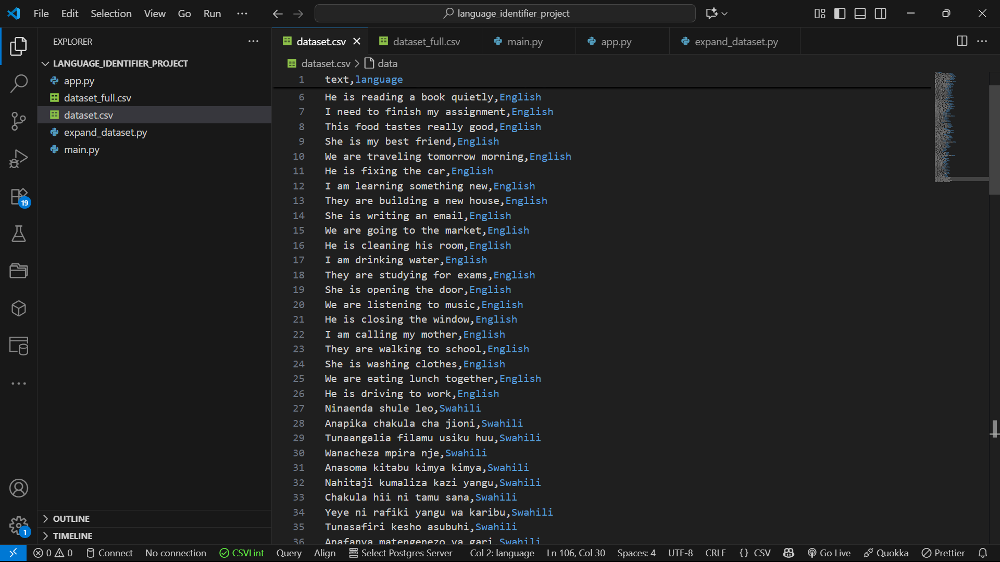 File Edit Selection View Go Run ··· language_identifier_project
EXPLORER
LANGUAGE_IDENTIFIER_PROJECT
app.py
dataset_full.csv
dataset.csv
expand_dataset.py
main.py
OUTLINE
TIMELINE
19
1
dataset.csv dataset_full.csv main.py app.py expand_dataset.py
dataset.csv > data
1 text,language
6 He is reading a book quietly,English
7 I need to finish my assignment,English
8 This food tastes really good,English
9 She is my best friend,English
10 We are traveling tomorrow morning,English
11 He is fixing the car,English
12 I am learning something new,English
13 They are building a new house,English
14 She is writing an email,English
15 We are going to the market,English
16 He is cleaning his room,English
17 I am drinking water,English
18 They are studying for exams,English
19 She is opening the door,English
20 We are listening to music,English
21 He is closing the window,English
22 I am calling my mother,English
23 They are walking to school,English
24 She is washing clothes,English
25 We are eating lunch together,English
26 He is driving to work,English
27 Ninaenda shule leo,Swahili
28 Anapika chakula cha jioni,Swahili
29 Tunaangalia filamu usiku huu,Swahili
30 Wanacheza mpira nje,Swahili
31 Anasoma kitabu kimya kimya,Swahili
32 Nahitaji kumaliza kazi yangu,Swahili
33 Chakula hii ni tamu sana,Swahili
34 Yeye ni rafiki yangu wa karibu,Swahili
35 Tunasafiri kesho asubuhi,Swahili
36 Anafanya matengenezo ya gari,Swahili
0 0 Connect No connection CSVLint Query Align Select Postgres Server Col 2: language Ln 106, Col 30 Spaces: 4 UTF-8 CRLF {} CSV Go Live Quokka Prettier